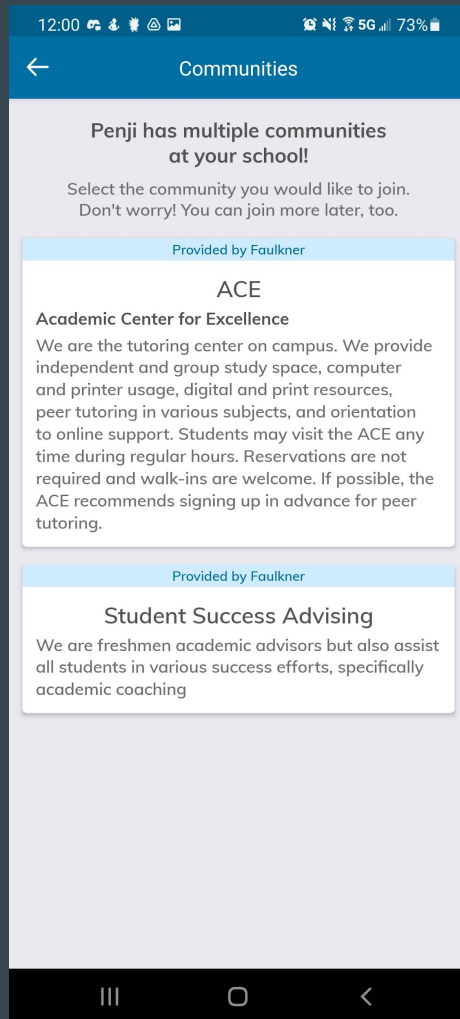 12:00
5G
73%
Communities
Penji has multiple communities
at your school!
Select the community you would like to join.
Don't worry! You can join more later, too.
Provided by Faulkner
ACE
Academic Center for Excellence
We are the tutoring center on campus. We provide
independent and group study space, computer
and printer usage, digital and print resources,
peer tutoring in various subjects, and orientation
to online support. Students may visit the ACE any
time during regular hours. Reservations are not
required and walk-ins are welcome. If possible, the
ACE recommends signing up in advance for peer
tutoring.
Provided by Faulkner
Student Success Advising
We are freshmen academic advisors but also assist
all students in various success efforts, specifically
academic coaching